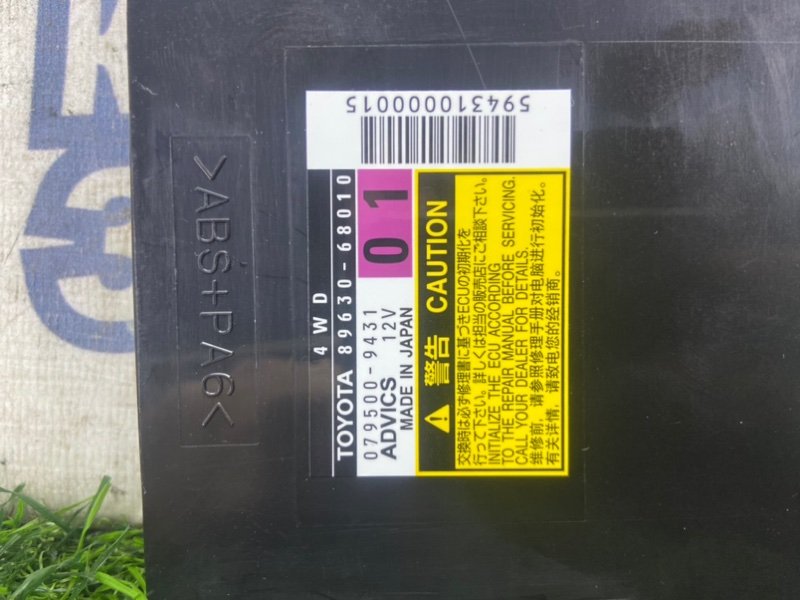 594310000015
4WD
TOYOTA 89630-68010
01
079500-9431
ADVICS 12V
MADE IN JAPAN
警告 CAUTION
交換時は必ず修理書に基づきECUの初期化を
行って下さい。詳しくは担当の販売店にご相談下さい。
INITIALIZE THE ECU ACCORDING
TO THE REPAIR MANUAL BEFORE SERVICING.
CALL YOUR DEALER FOR DETAILS.
维修前，请参照修理手册对电脑进行初始化。
有关详情，请致电您的经销商。
>ABS+PA6<